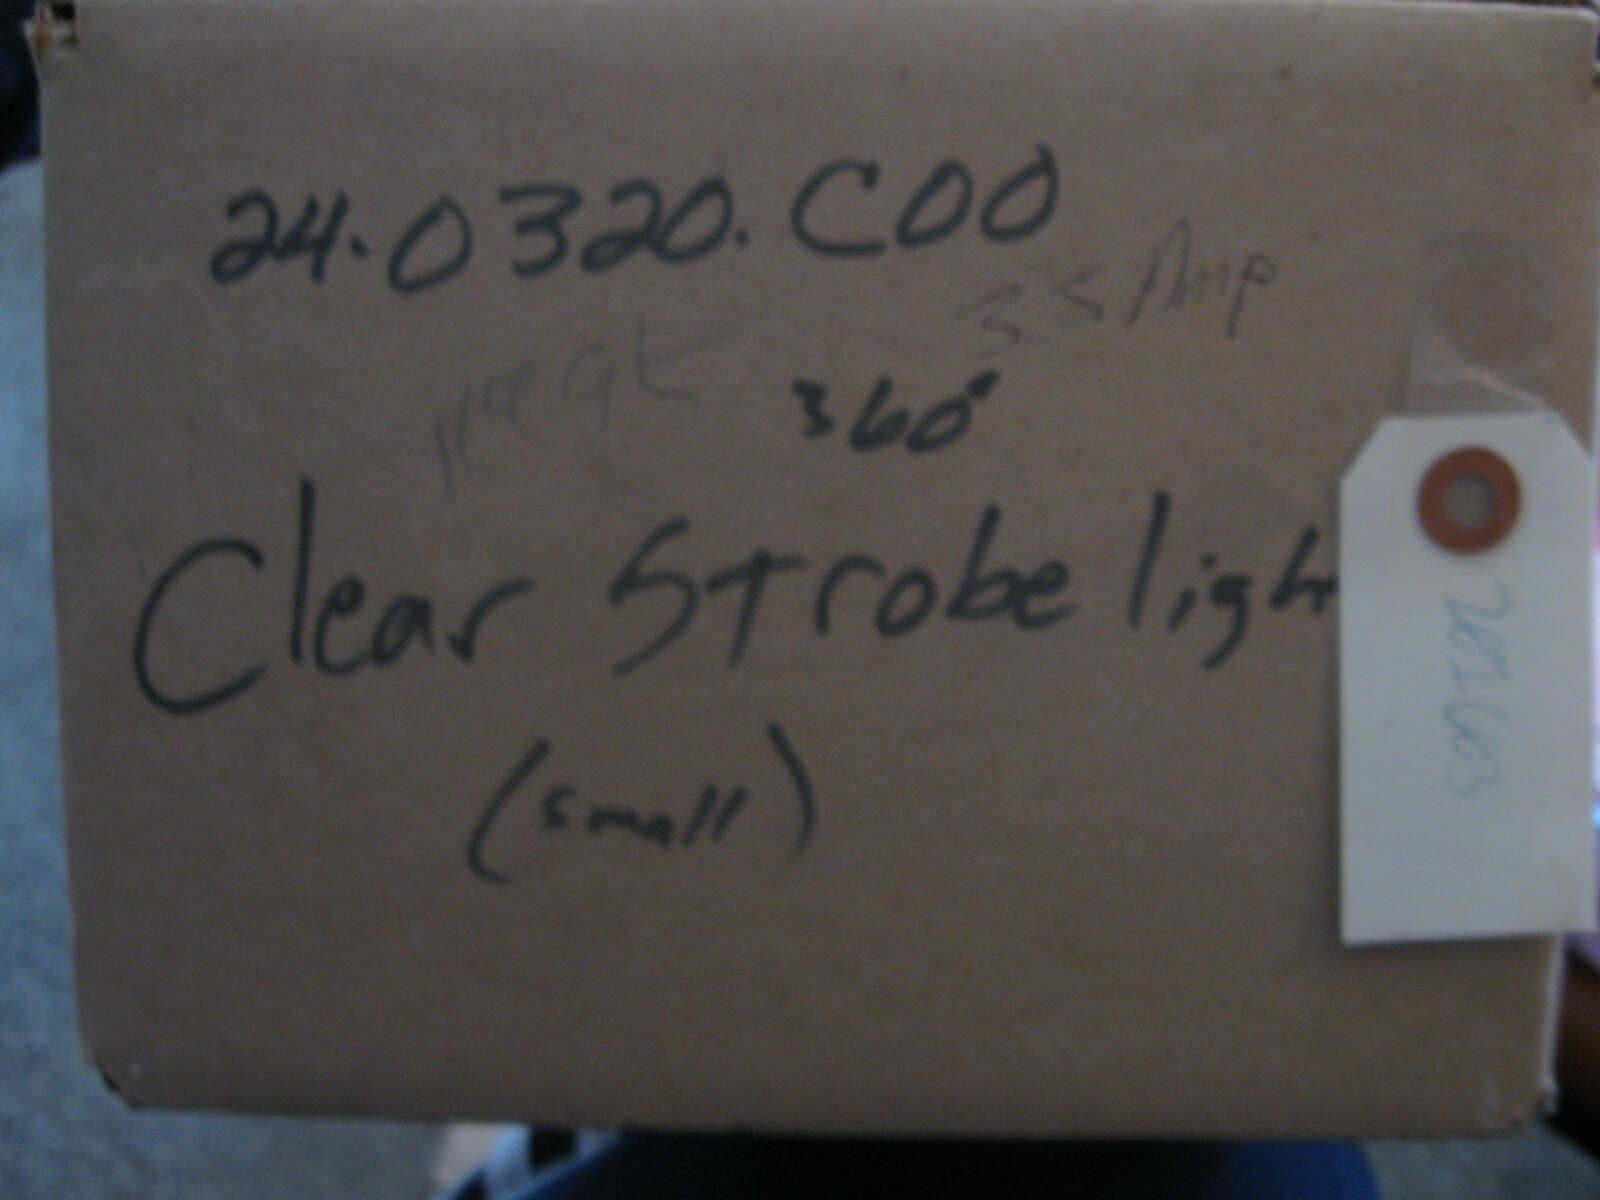 24.0320.C00
35 Amp
360°
Clear Strobe ligh
(small)